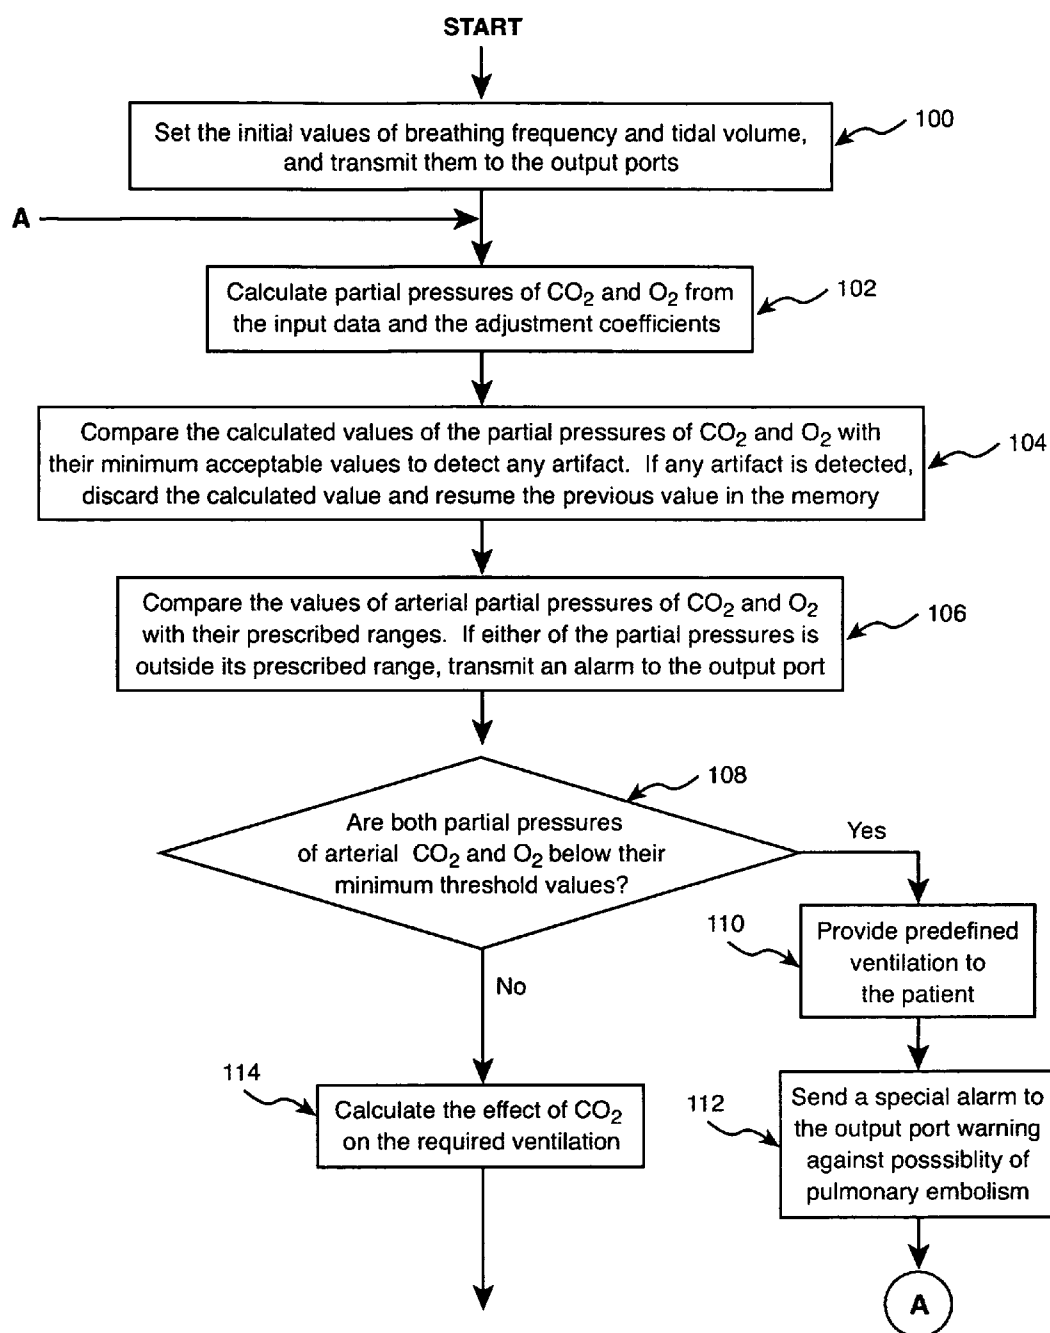 START
Set the initial values of breathing frequency and tidal volume,
and transmit them to the output ports
100
A
Calculate partial pressures of CO2 and O2 from
the input data and the adjustment coefficients
102
Compare the calculated values of the partial pressures of CO2 and O2 with
their minimum acceptable values to detect any artifact. If any artifact is detected,
discard the calculated value and resume the previous value in the memory
104
Compare the values of arterial partial pressures of CO2 and O2
with their prescribed ranges. If either of the partial pressures is
outside its prescribed range, transmit an alarm to the output port
106
108
Are both partial pressures
of arterial CO2 and O2 below their
minimum threshold values?
Yes
110
Provide predefined
ventilation to
the patient
No
114
Calculate the effect of CO2
on the required ventilation
112
Send a special alarm to
the output port warning
against posssiblity of
pulmonary embolism
A